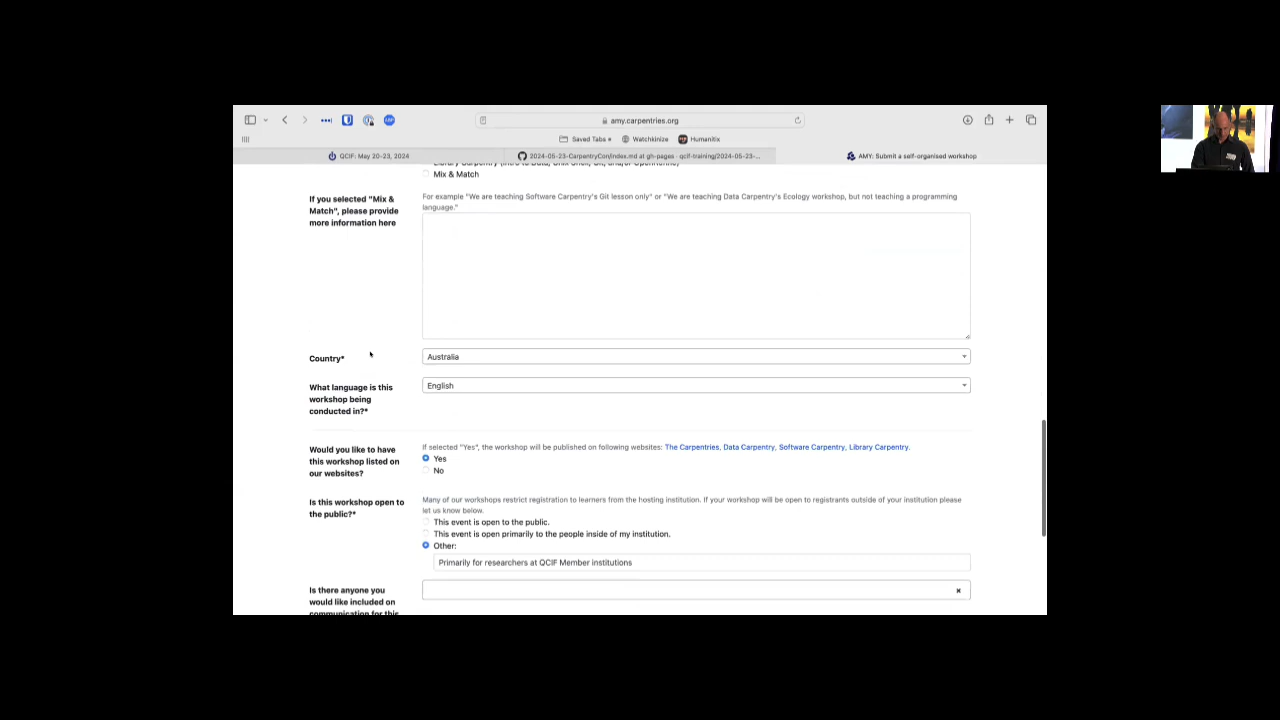 amy.carpentries.org
Saved Tabs
Watchkinize
Humanitix
QCIF: May 20-23, 2024
2024-05-23-CarpentryCon/index.md at gh-pages · qcif-training/2024-05-23-...
AMY: Submit a self-organised workshop
Mix & Match
If you selected "Mix &
Match", please provide
more information here
For example "We are teaching Software Carpentry's Git lesson only" or "We are teaching Data Carpentry's Ecology workshop, but not teaching a programming
language."
Country*
Australia
What language is this
workshop being
conducted in?*
English
Would you like to have
this workshop listed on
our websites?
If selected "Yes", the workshop will be published on following websites: The Carpentries, Data Carpentry, Software Carpentry, Library Carpentry.
Yes
No
Is this workshop open to
the public?*
Many of our workshops restrict registration to learners from the hosting institution. If your workshop will be open to registrants outside of your institution please
let us know below.
This event is open to the public.
This event is open primarily to the people inside of my institution.
Other:
Primarily for researchers at QCIF Member institutions
Is there anyone you
would like included on
communication for this